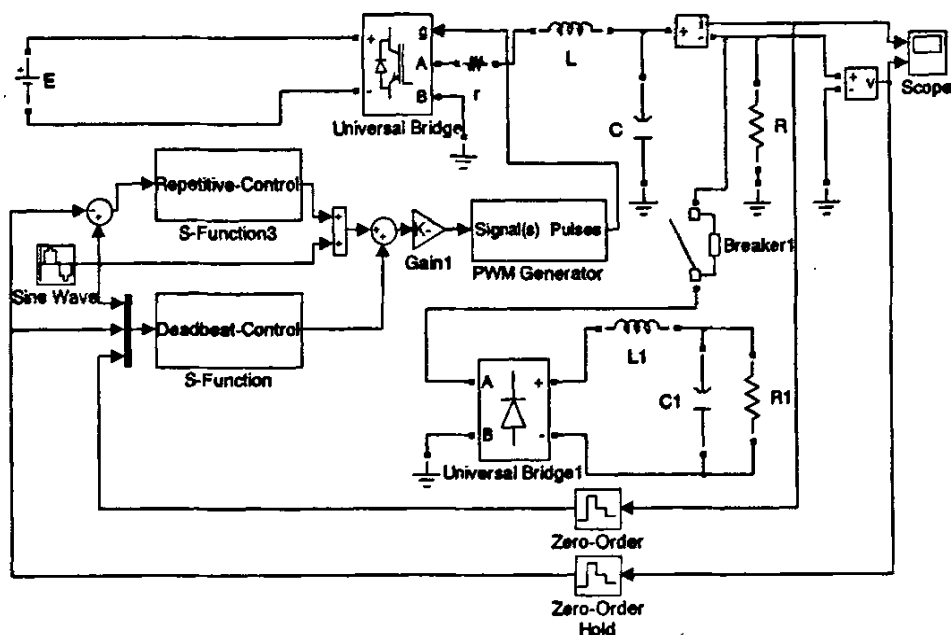 g
A
B
+
-
E
Universal Bridge
r
L
C
+
-
i
R
+
-
v
Scope
Repetitive-Control
S-Function3
Sine Wave
K-
Gain1
Signal(s) Pulses
PWM Generator
Breaker1
Deadbeat-Control
S-Function
A
B
+
-
Universal Bridge1
L1
C1
R1
Zero-Order
Zero-Order
Hold